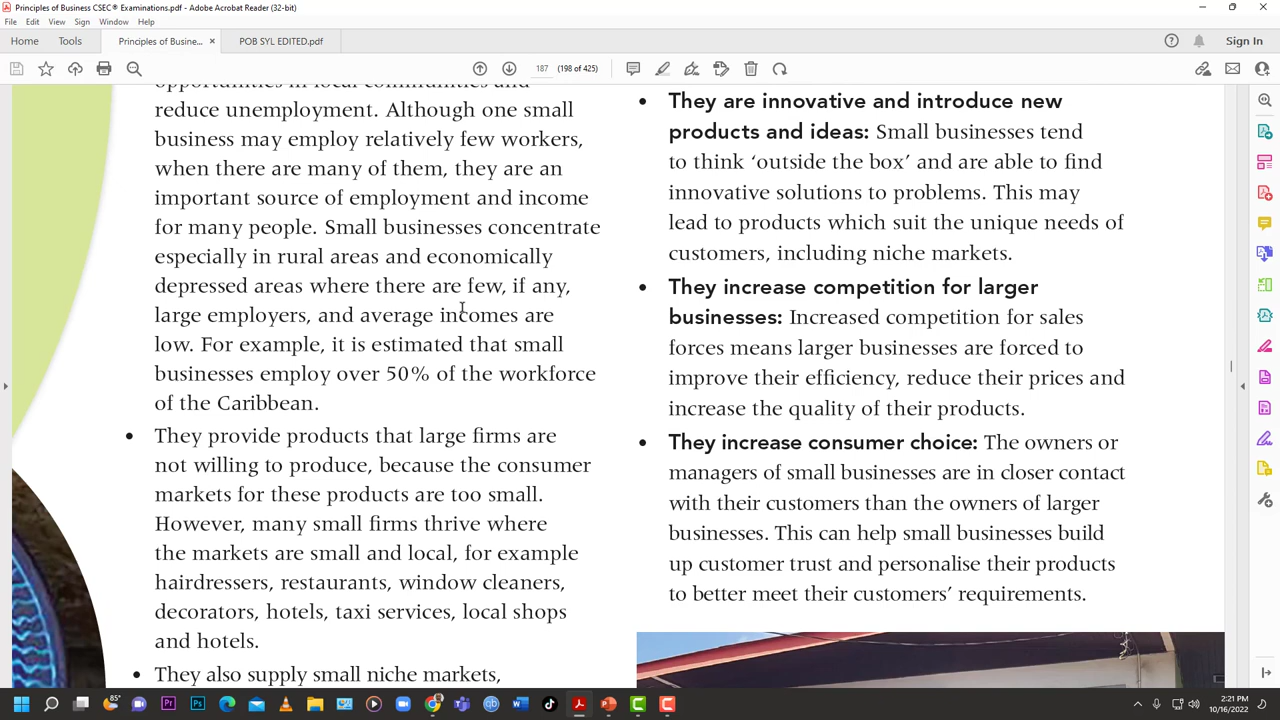 Principles of Business CSEC® Examinations.pdf - Adobe Acrobat Reader (32-bit)
File Edit View Sign Window Help
Home Tools Principles of Busine... × POB SYL EDITED.pdf Sign In
187 (198 of 425)
opportunities in local communities and
reduce unemployment. Although one small
business may employ relatively few workers,
when there are many of them, they are an
important source of employment and income
for many people. Small businesses concentrate
especially in rural areas and economically
depressed areas where there are few, if any,
large employers, and average incomes are
low. For example, it is estimated that small
businesses employ over 50% of the workforce
of the Caribbean.
• They provide products that large firms are
not willing to produce, because the consumer
markets for these products are too small.
However, many small firms thrive where
the markets are small and local, for example
hairdressers, restaurants, window cleaners,
decorators, hotels, taxi services, local shops
and hotels.
• They also supply small niche markets,
• They are innovative and introduce new
products and ideas: Small businesses tend
to think ‘outside the box’ and are able to find
innovative solutions to problems. This may
lead to products which suit the unique needs of
customers, including niche markets.
• They increase competition for larger
businesses: Increased competition for sales
forces means larger businesses are forced to
improve their efficiency, reduce their prices and
increase the quality of their products.
• They increase consumer choice: The owners or
managers of small businesses are in closer contact
with their customers than the owners of larger
businesses. This can help small businesses build
up customer trust and personalise their products
to better meet their customers’ requirements.
85°
2:21 PM
10/16/2022